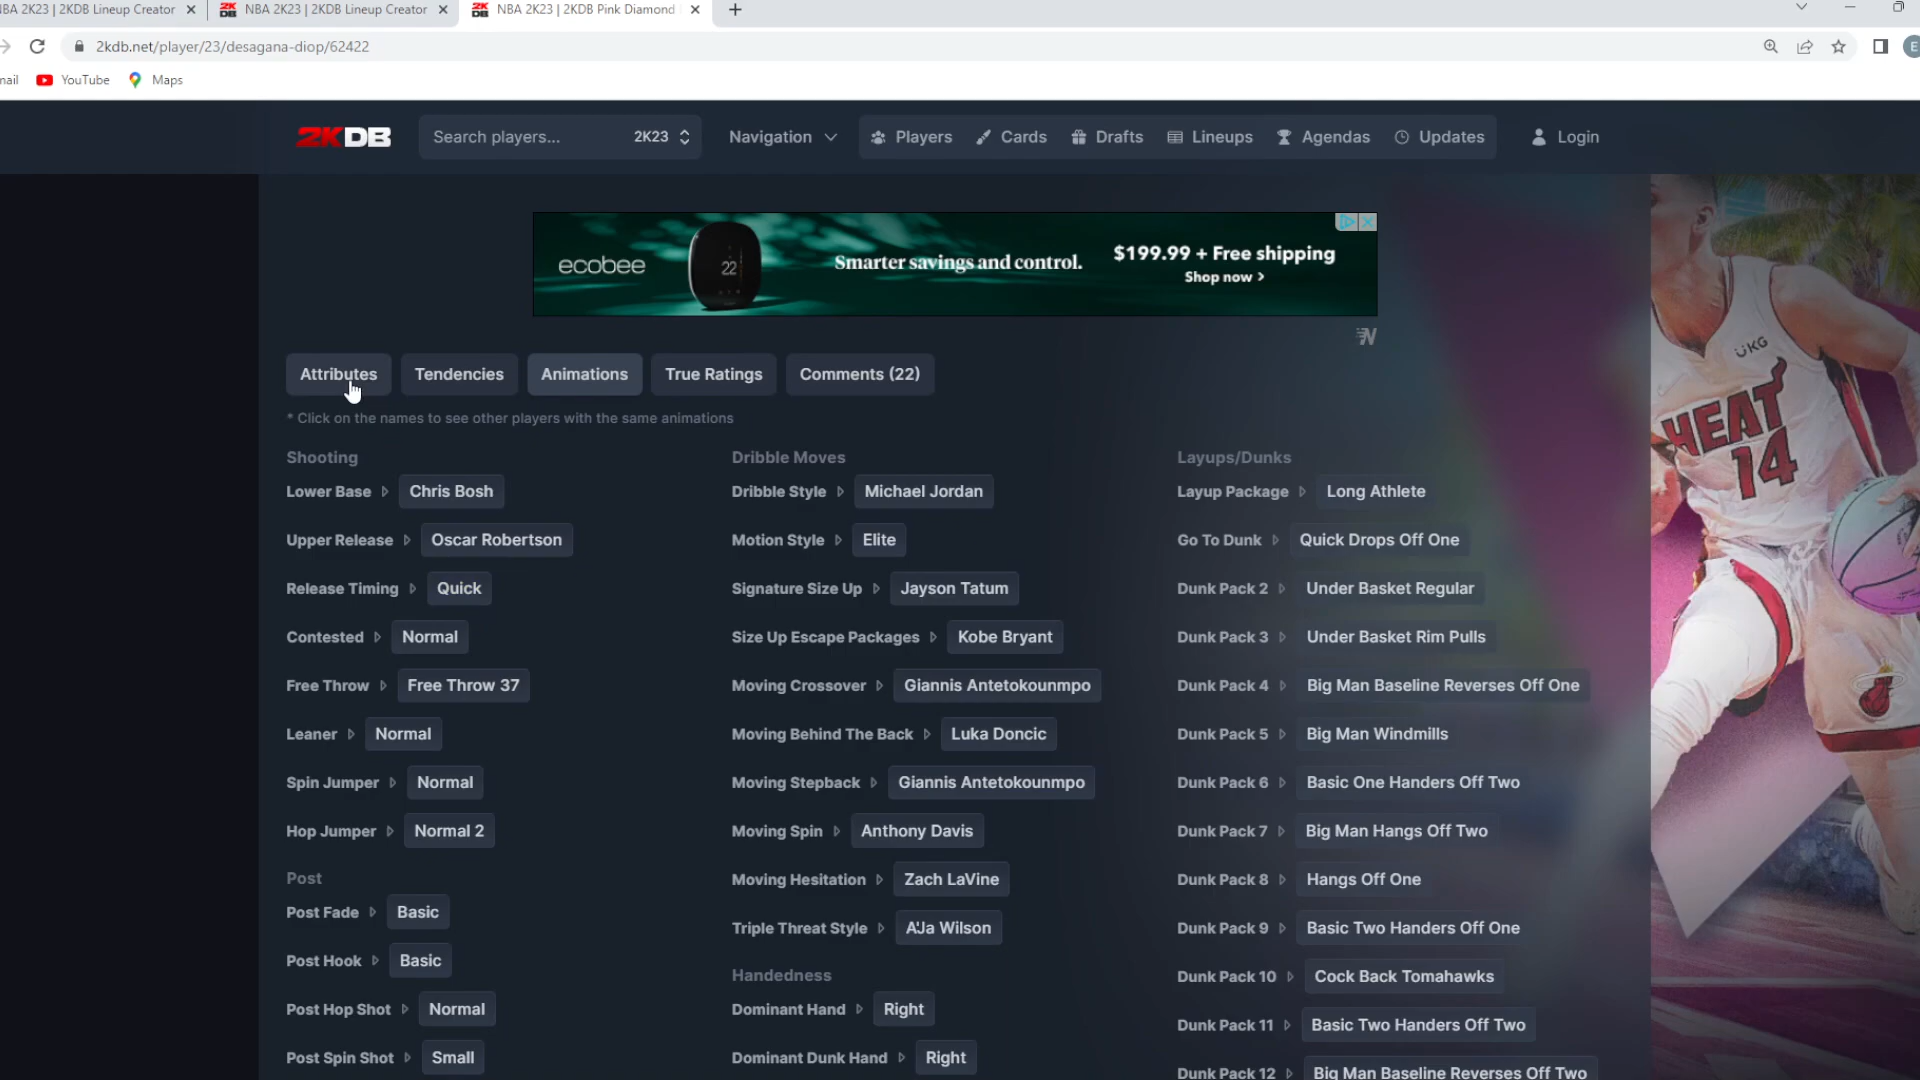 NBA 2K23 | 2KDB Lineup Creator
NBA 2K23 | 2KDB Lineup Creator
NBA 2K23 | 2KDB Pink Diamond
2kdb.net/player/23/desagana-diop/62422
E
mail
YouTube
Maps
2KDB
Search players...
2K23
Navigation
Players
Cards
Drafts
Lineups
Agendas
Updates
Login
ecobee
22
Smarter savings and control.
$199.99 + Free shipping
Shop now >
Attributes
Tendencies
Animations
True Ratings
Comments (22)
* Click on the names to see other players with the same animations
Shooting
Lower Base Chris Bosh
Upper Release Oscar Robertson
Release Timing Quick
Contested Normal
Free Throw Free Throw 37
Leaner Normal
Spin Jumper Normal
Hop Jumper Normal 2
Post
Post Fade Basic
Post Hook Basic
Post Hop Shot Normal
Post Spin Shot Small
Dribble Moves
Dribble Style Michael Jordan
Motion Style Elite
Signature Size Up Jayson Tatum
Size Up Escape Packages Kobe Bryant
Moving Crossover Giannis Antetokounmpo
Moving Behind The Back Luka Doncic
Moving Stepback Giannis Antetokounmpo
Moving Spin Anthony Davis
Moving Hesitation Zach LaVine
Triple Threat Style A'Ja Wilson
Handedness
Dominant Hand Right
Dominant Dunk Hand Right
Layups/Dunks
Layup Package Long Athlete
Go To Dunk Quick Drops Off One
Dunk Pack 2 Under Basket Regular
Dunk Pack 3 Under Basket Rim Pulls
Dunk Pack 4 Big Man Baseline Reverses Off One
Dunk Pack 5 Big Man Windmills
Dunk Pack 6 Basic One Handers Off Two
Dunk Pack 7 Big Man Hangs Off Two
Dunk Pack 8 Hangs Off One
Dunk Pack 9 Basic Two Handers Off One
Dunk Pack 10 Cock Back Tomahawks
Dunk Pack 11 Basic Two Handers Off Two
Dunk Pack 12 Big Man Baseline Reverses Off Two
UKG
HEAT
14